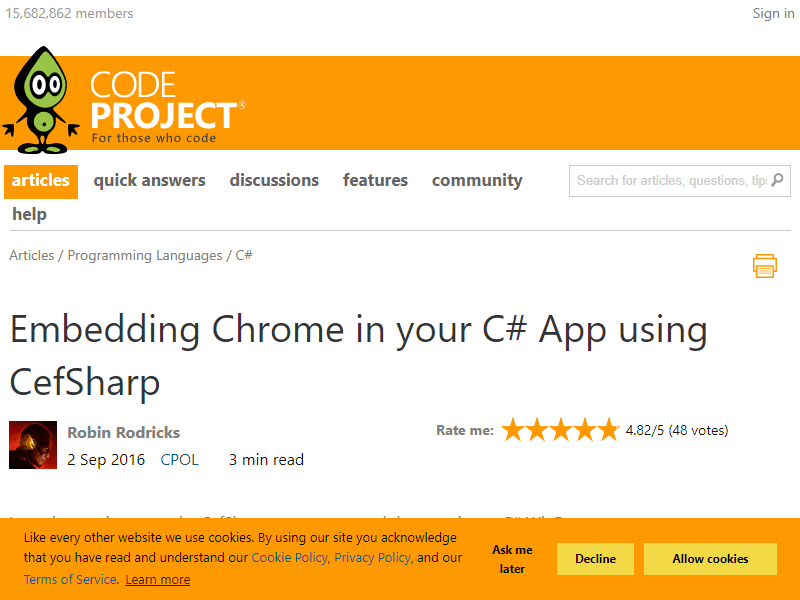 15,682,862 members
Sign in
CODE
PROJECT®
For those who code
articles quick answers discussions features community
Search for articles, questions, tips
help
Articles / Programming Languages / C#
Embedding Chrome in your C# App using
CefSharp
Robin Rodricks
2 Sep 2016 CPOL 3 min read
Rate me: 4.82/5 (48 votes)
Like every other website we use cookies. By using our site you acknowledge
that you have read and understand our Cookie Policy, Privacy Policy, and our
Terms of Service. Learn more
Ask me
later
Decline
Allow cookies